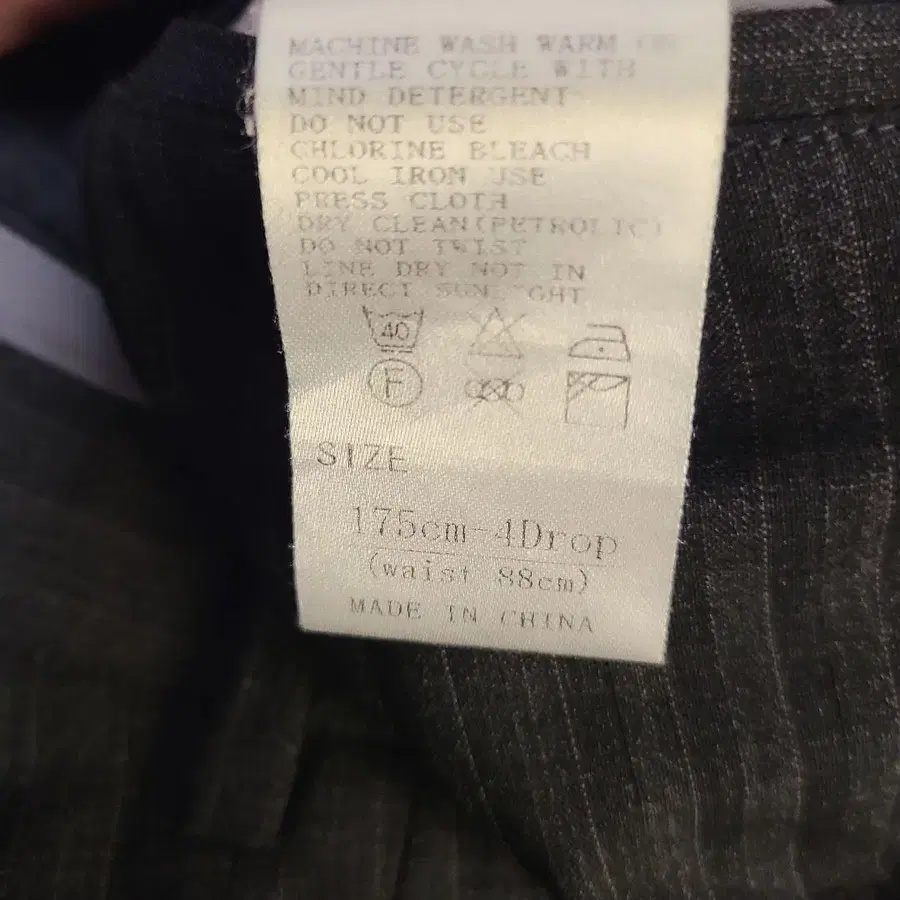 MACHINE WASH WARM ON
GENTLE CYCLE WITH
MIND DETERGENT
DO NOT USE
CHLORINE BLEACH
COOL IRON USE
PRESS CLOTH
DRY CLEAN(PETROLIC)
DO NOT TWIST
LINE DRY NOT IN
DIRECT SUNLIGHT
40
F
SIZE
175cm-4Drop
(waist 88cm)
MADE IN CHINA